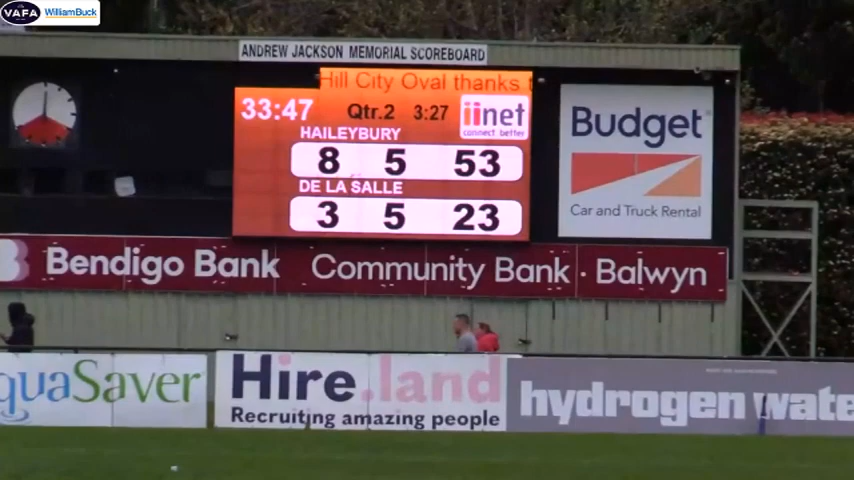 VAFA WilliamBuck
ANDREW JACKSON MEMORIAL SCOREBOARD
Hill City Oval thanks
33:47 Qtr.2 3:27 iinet
connect better
HAILEYBURY
8 5 53
DE LA SALLE
3 5 23
Budget
Car and Truck Rental
B Bendigo Bank Community Bank · Balwyn
quaSaver
Hire.land
Recruiting amazing people
hydrogen wate